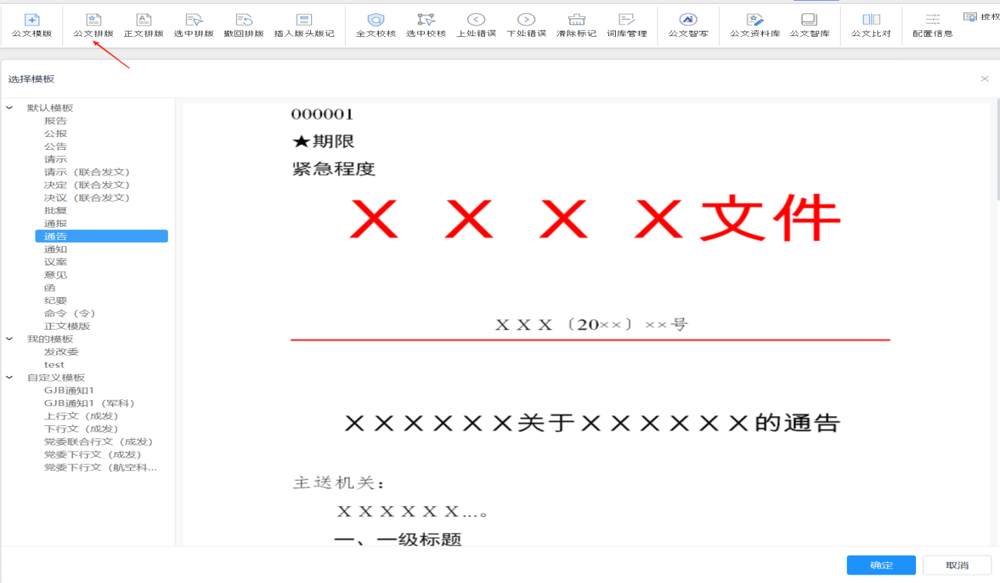 公文模版 公文排版 正文排版 选中排版 撤回排版 插入版头版记 全文校核 选中校核 上处错误 下处错误 清除标记 词库管理 公文智写 公文资料库 公文智库 公文比对 配置信息 授权
选择模板
默认模板
报告
公报
公告
请示
请示（联合发文）
决定（联合发文）
决议（联合发文）
批复
通报
通告
通知
议案
意见
函
纪要
命令（令）
正文模版
我的模板
发改委
test
自定义模板
GJB通知1
GJB通知1（军科）
上行文（成发）
下行文（成发）
党委联合行文（成发）
党委下行文（成发）
党委下行文（航空科...
000001
★期限
紧急程度
××××文件
XXX〔20××〕××号
××××××关于××××××的通告
主送机关：
XXXXXX…。
一、一级标题
确定 取消